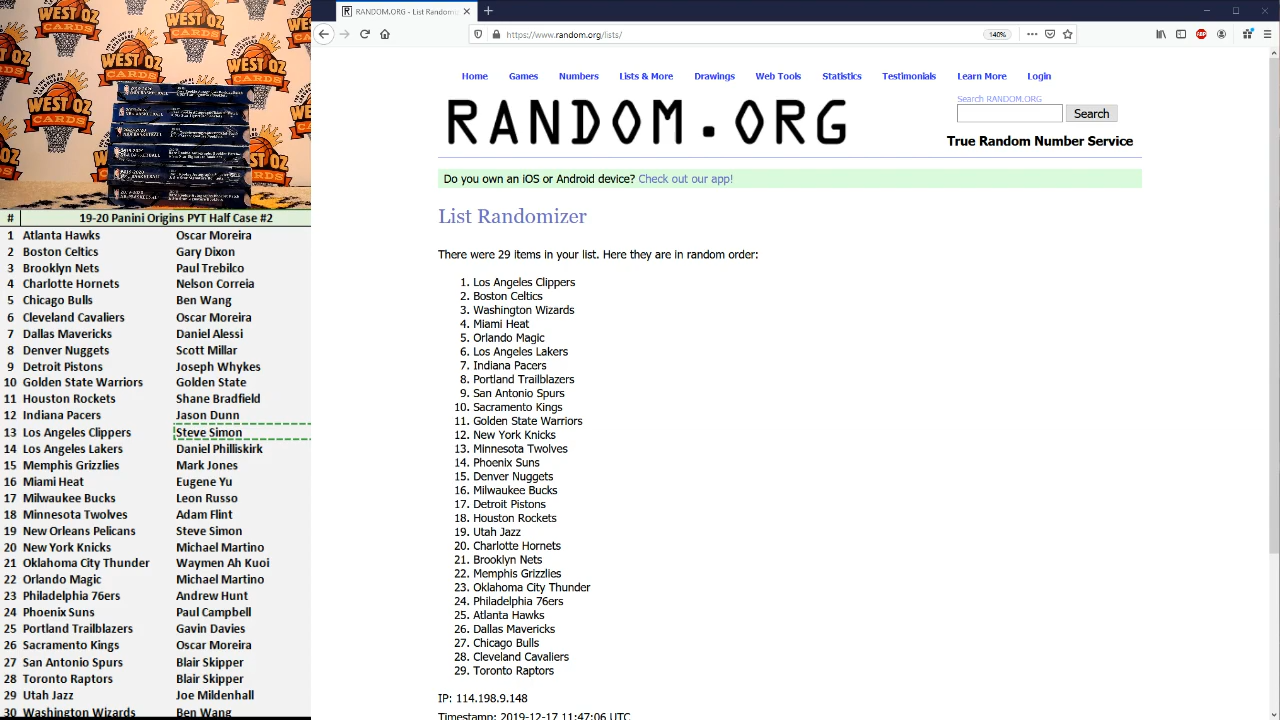 WEST OZ CARDS
WEST OZ CARDS
WEST OZ CARDS
WEST OZ CARDS
# 19-20 Panini Origins PYT Half Case #2
1 Atlanta Hawks Oscar Moreira
2 Boston Celtics Gary Dixon
3 Brooklyn Nets Paul Trebilco
4 Charlotte Hornets Nelson Correia
5 Chicago Bulls Ben Wang
6 Cleveland Cavaliers Oscar Moreira
7 Dallas Mavericks Daniel Alessi
8 Denver Nuggets Scott Millar
9 Detroit Pistons Joseph Whykes
10 Golden State Warriors Golden State
11 Houston Rockets Shane Bradfield
12 Indiana Pacers Jason Dunn
13 Los Angeles Clippers Steve Simon
14 Los Angeles Lakers Daniel Philliskirk
15 Memphis Grizzlies Mark Jones
16 Miami Heat Eugene Yu
17 Milwaukee Bucks Leon Russo
18 Minnesota Twolves Adam Flint
19 New Orleans Pelicans Steve Simon
20 New York Knicks Michael Martino
21 Oklahoma City Thunder Waymen Ah Kuoi
22 Orlando Magic Michael Martino
23 Philadelphia 76ers Andrew Hunt
24 Phoenix Suns Paul Campbell
25 Portland Trailblazers Gavin Davies
26 Sacramento Kings Oscar Moreira
27 San Antonio Spurs Blair Skipper
28 Toronto Raptors Blair Skipper
29 Utah Jazz Joe Mildenhall
30 Washington Wizards Ben Wang
RANDOM.ORG - List Randomiz
https://www.random.org/lists/
140%
ABP
Home Games Numbers Lists & More Drawings Web Tools Statistics Testimonials Learn More Login
RANDOM.ORG
Search RANDOM.ORG
Search
True Random Number Service
Do you own an iOS or Android device? Check out our app!
List Randomizer
There were 29 items in your list. Here they are in random order:
1. Los Angeles Clippers
2. Boston Celtics
3. Washington Wizards
4. Miami Heat
5. Orlando Magic
6. Los Angeles Lakers
7. Indiana Pacers
8. Portland Trailblazers
9. San Antonio Spurs
10. Sacramento Kings
11. Golden State Warriors
12. New York Knicks
13. Minnesota Twolves
14. Phoenix Suns
15. Denver Nuggets
16. Milwaukee Bucks
17. Detroit Pistons
18. Houston Rockets
19. Utah Jazz
20. Charlotte Hornets
21. Brooklyn Nets
22. Memphis Grizzlies
23. Oklahoma City Thunder
24. Philadelphia 76ers
25. Atlanta Hawks
26. Dallas Mavericks
27. Chicago Bulls
28. Cleveland Cavaliers
29. Toronto Raptors
IP: 114.198.9.148
Timestamp: 2019-12-17 11:47:06 UTC